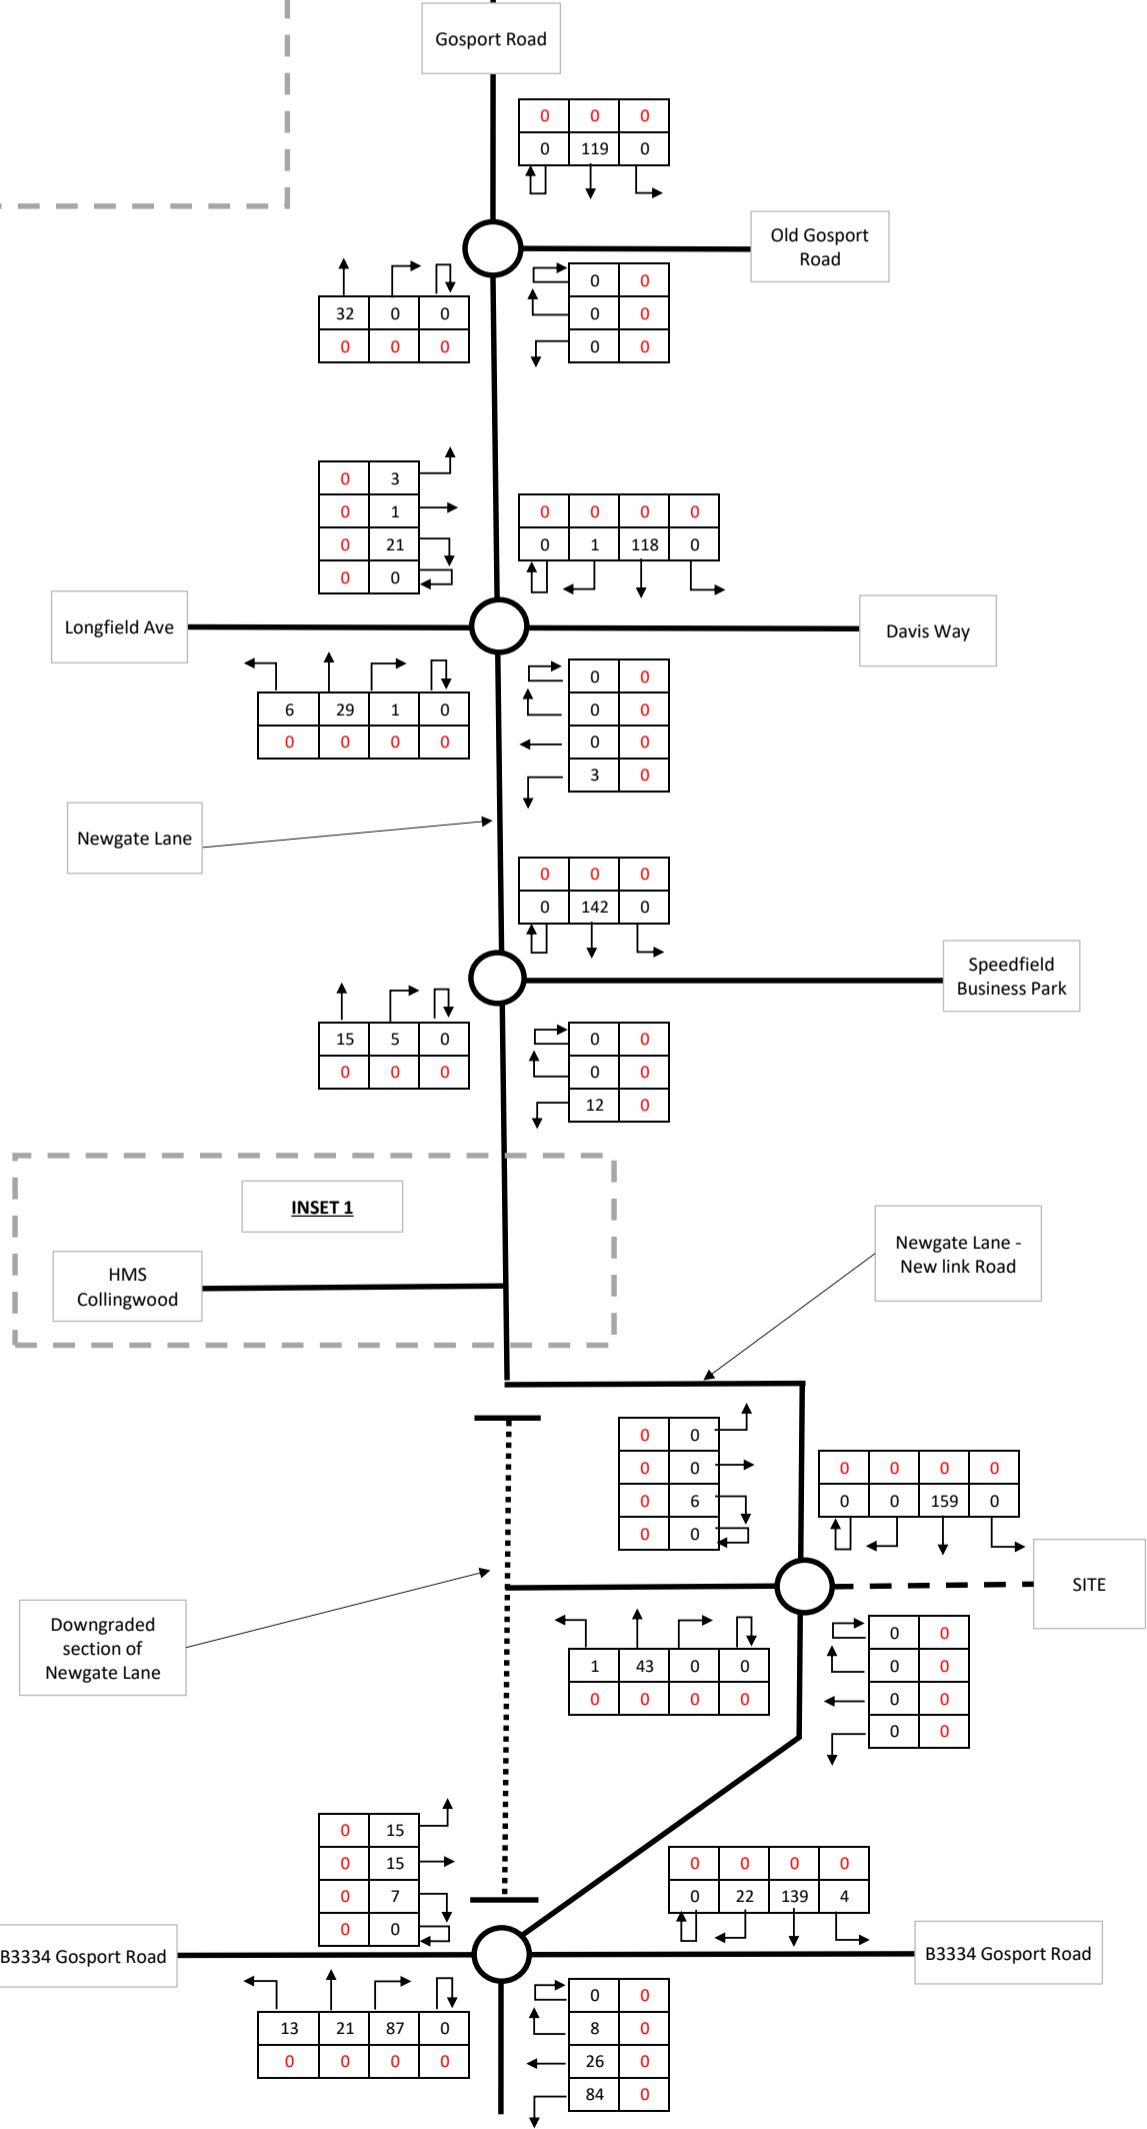 Gosport Road
0 0 0
0 119 0
Old Gosport
Road
32 0 0
0 0 0
0 0
0 0
0 0
0 3
0 1
0 21
0 0
0 0 0 0
0 1 118 0
Longfield Ave
Davis Way
6 29 1 0
0 0 0 0
0 0
0 0
0 0
3 0
Newgate Lane
0 0 0
0 142 0
Speedfield
Business Park
15 5 0
0 0 0
0 0
0 0
12 0
INSET 1
HMS
Collingwood
Newgate Lane -
New link Road
0 0
0 0
0 6
0 0
0 0 0 0
0 0 159 0
SITE
Downgraded
section of
Newgate Lane
1 43 0 0
0 0 0 0
0 0
0 0
0 0
0 0
0 15
0 15
0 7
0 0
0 0 0 0
0 22 139 4
B3334 Gosport Road
B3334 Gosport Road
13 21 87 0
0 0 0 0
0 0
8 0
26 0
84 0